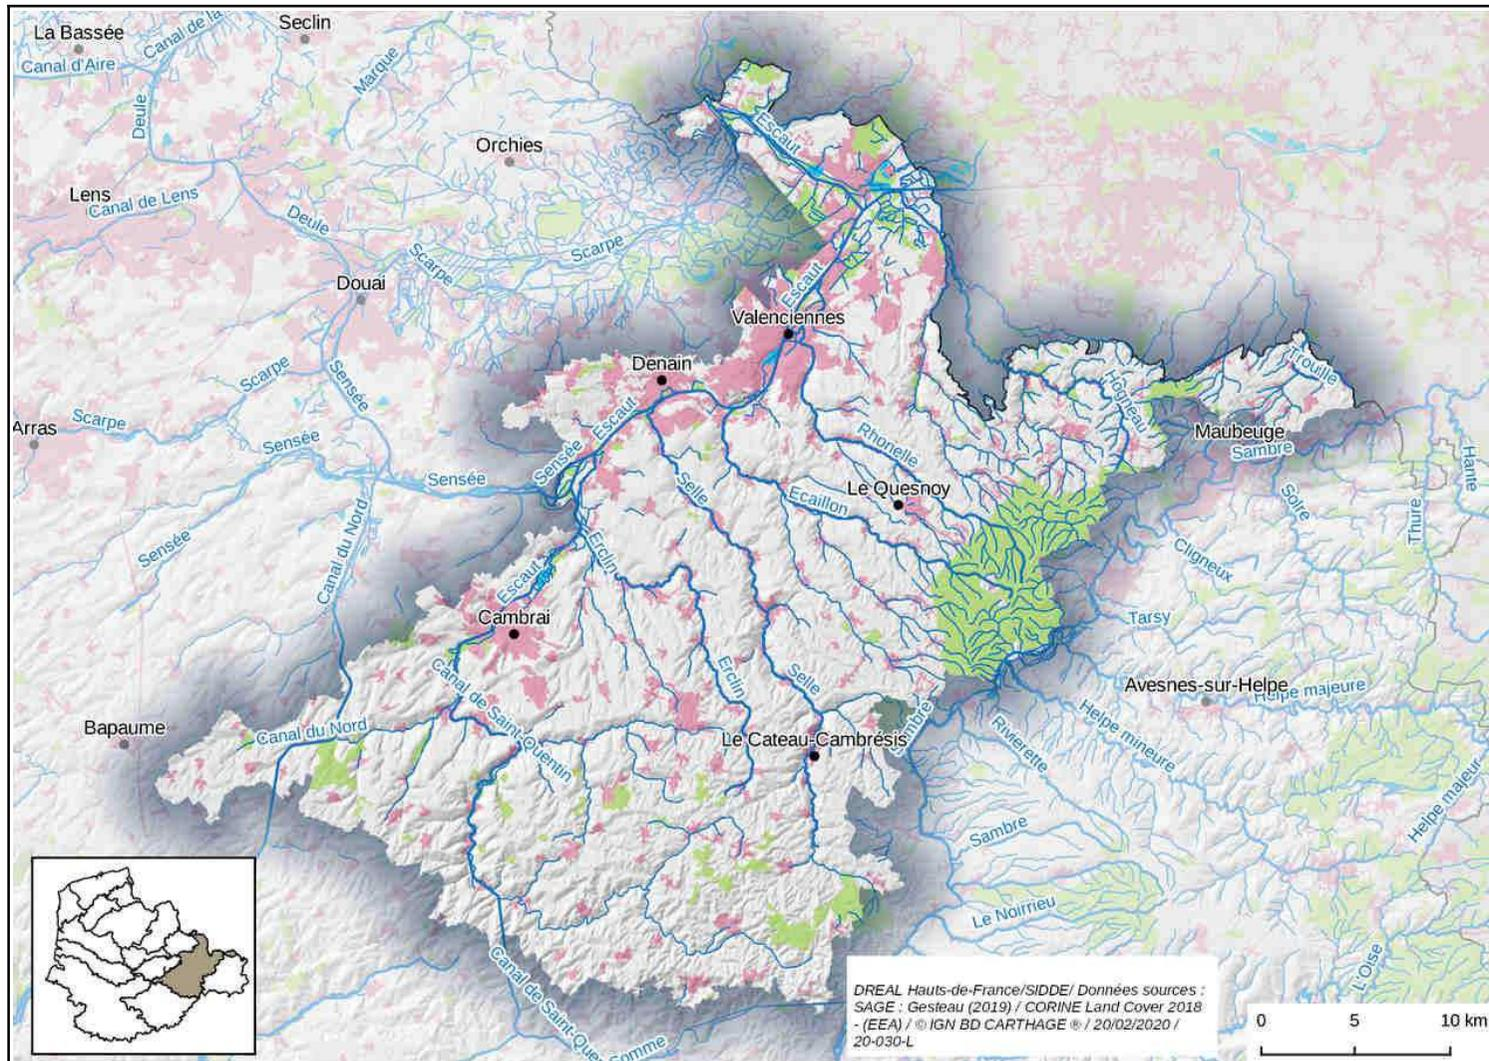 Seclin
La Bassée
Canal de la
Canal d'Aire
Marque
Deule
Escaut
Orchies
Lens
Canal de Lens
Deule
Scarpe
Scarpe
Douai
Escaut
Valenciennes
Denain
Trouille
Hogneau
Scarpe
Sensée
Scarpe
Arras
Escaut
Maubeuge
Sambre
Hante
Rhonelle
Sensée
Sensée
Sensée
Selle
Ecaillon
Le Quesnoy
Solre
Thure
Sensée
Canal du Nord
Erclin
Cligneux
Escaut
Cambrai
Tarsy
Erclin
Selle
Canal de Saint-Quentin
Avesnes-sur-Helpe
Helpe majeure
Sambre
Helpe mineure
Rivierette
Bapaume
Canal du Nord
Le Cateau-Cambrésis
Helpe majeur
Sambre
Le Noirrieu
Canal de Saint-Que
Somme
L'Oise
DREAL Hauts-de-France/SIDDE/ Données sources :
SAGE : Gesteau (2019) / CORINE Land Cover 2018
- (EEA) / © IGN BD CARTHAGE ® / 20/02/2020 /
20-030-L
0 5 10 km